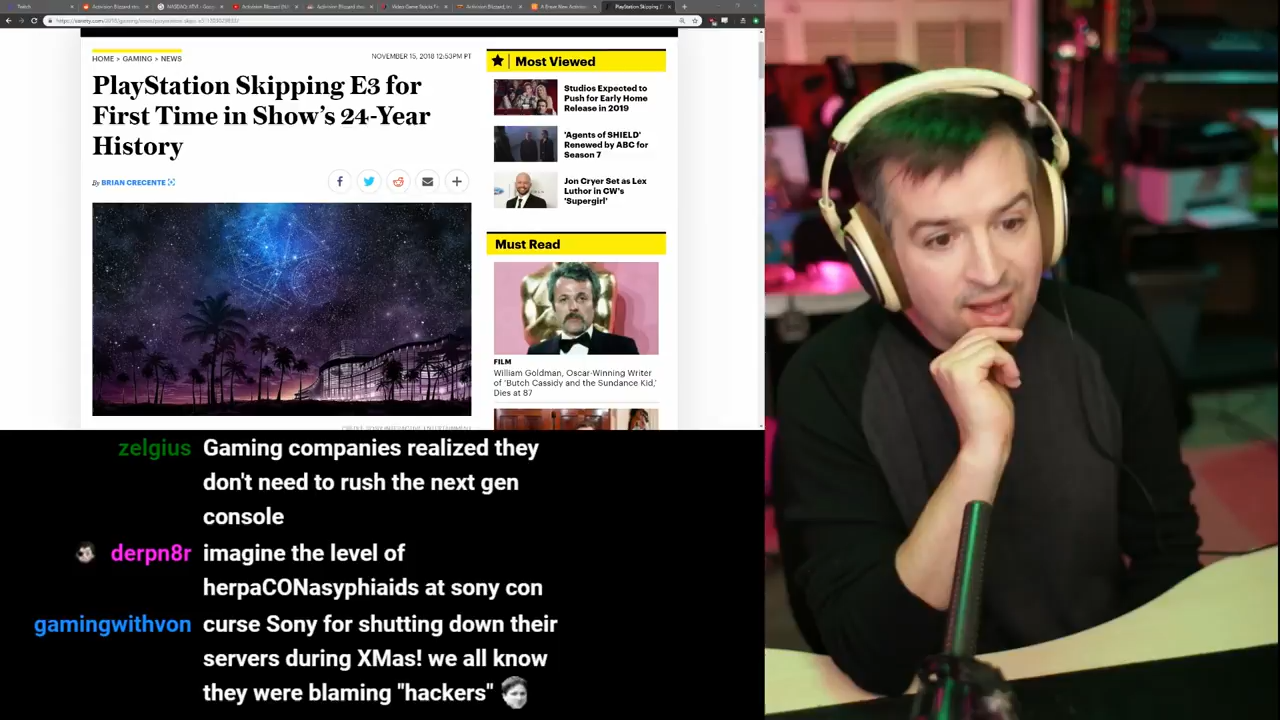 Twitch
HOME > GAMING > NEWS
NOVEMBER 15, 2018 12:53PM PT
PlayStation Skipping E3 for
First Time in Show's 24-Year
History
By BRIAN CRECENTE
Most Viewed
Studios Expected to
Push for Early Home
Release in 2019
'Agents of SHIELD'
Renewed by ABC for
Season 7
Jon Cryer Set as Lex
Luthor in CW's
'Supergirl'
Must Read
FILM
William Goldman, Oscar-Winning Writer
of 'Butch Cassidy and the Sundance Kid,'
Dies at 87
zelgius Gaming companies realized they
don't need to rush the next gen
console
derpn8r imagine the level of
herpaCONasyphiaids at sony con
gamingwithvon curse Sony for shutting down their
servers during XMas! we all know
they were blaming "hackers"